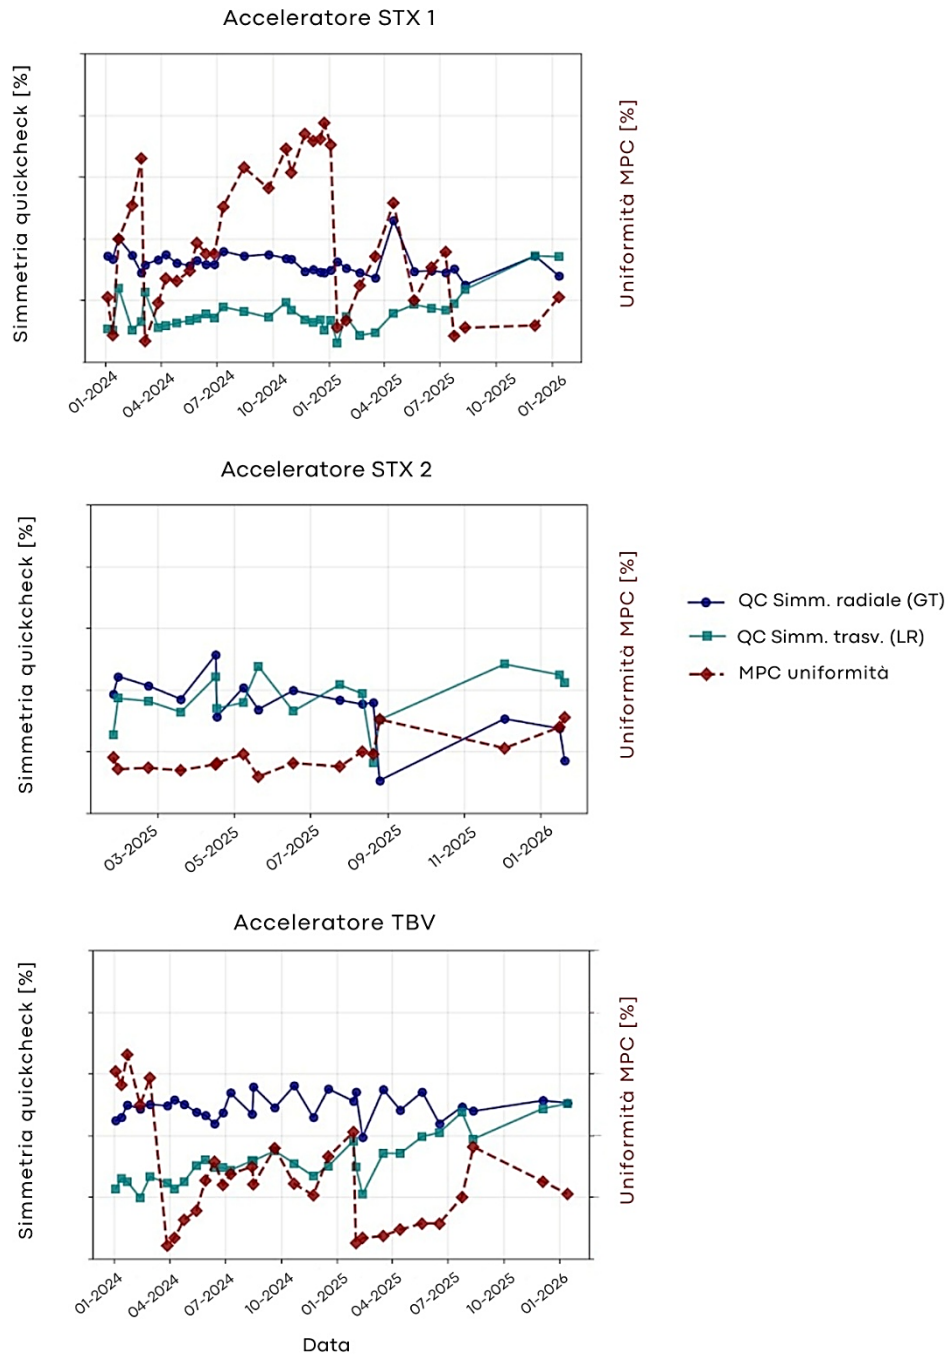 Acceleratore STX 1
Simmetria quickcheck [%]
Uniformità MPC [%]
01-2024
04-2024
07-2024
10-2024
01-2025
04-2025
07-2025
10-2025
01-2026
Acceleratore STX 2
Simmetria quickcheck [%]
Uniformità MPC [%]
03-2025
05-2025
07-2025
09-2025
11-2025
01-2026
QC Simm. radiale (GT)
QC Simm. trasv. (LR)
MPC uniformità
Acceleratore TBV
Simmetria quickcheck [%]
Uniformità MPC [%]
01-2024
04-2024
07-2024
10-2024
01-2025
04-2025
07-2025
10-2025
01-2026
Data